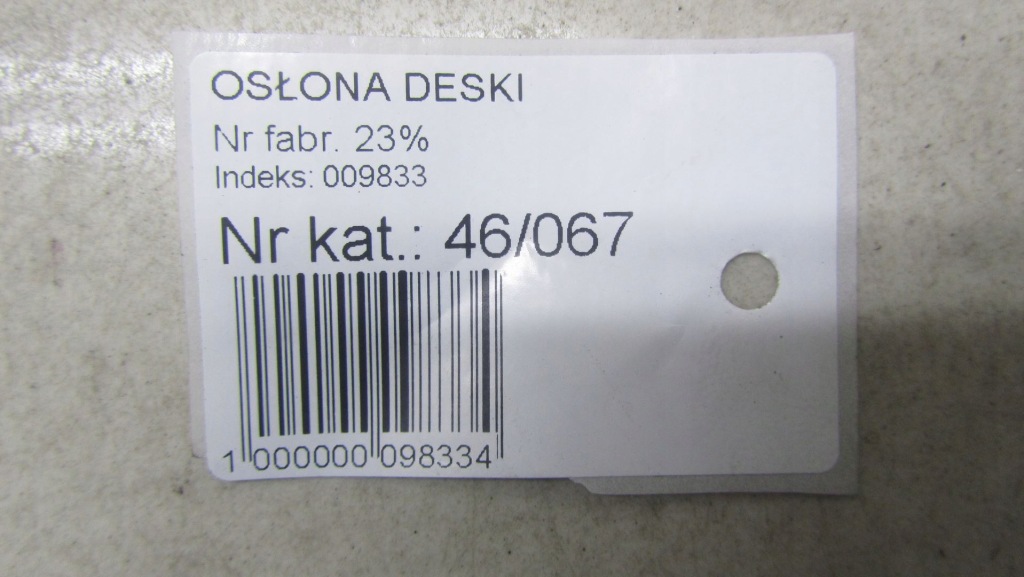 OSŁONA DESKI
Nr fabr. 23%
Indeks: 009833
Nr kat.: 46/067
1 000000 098334